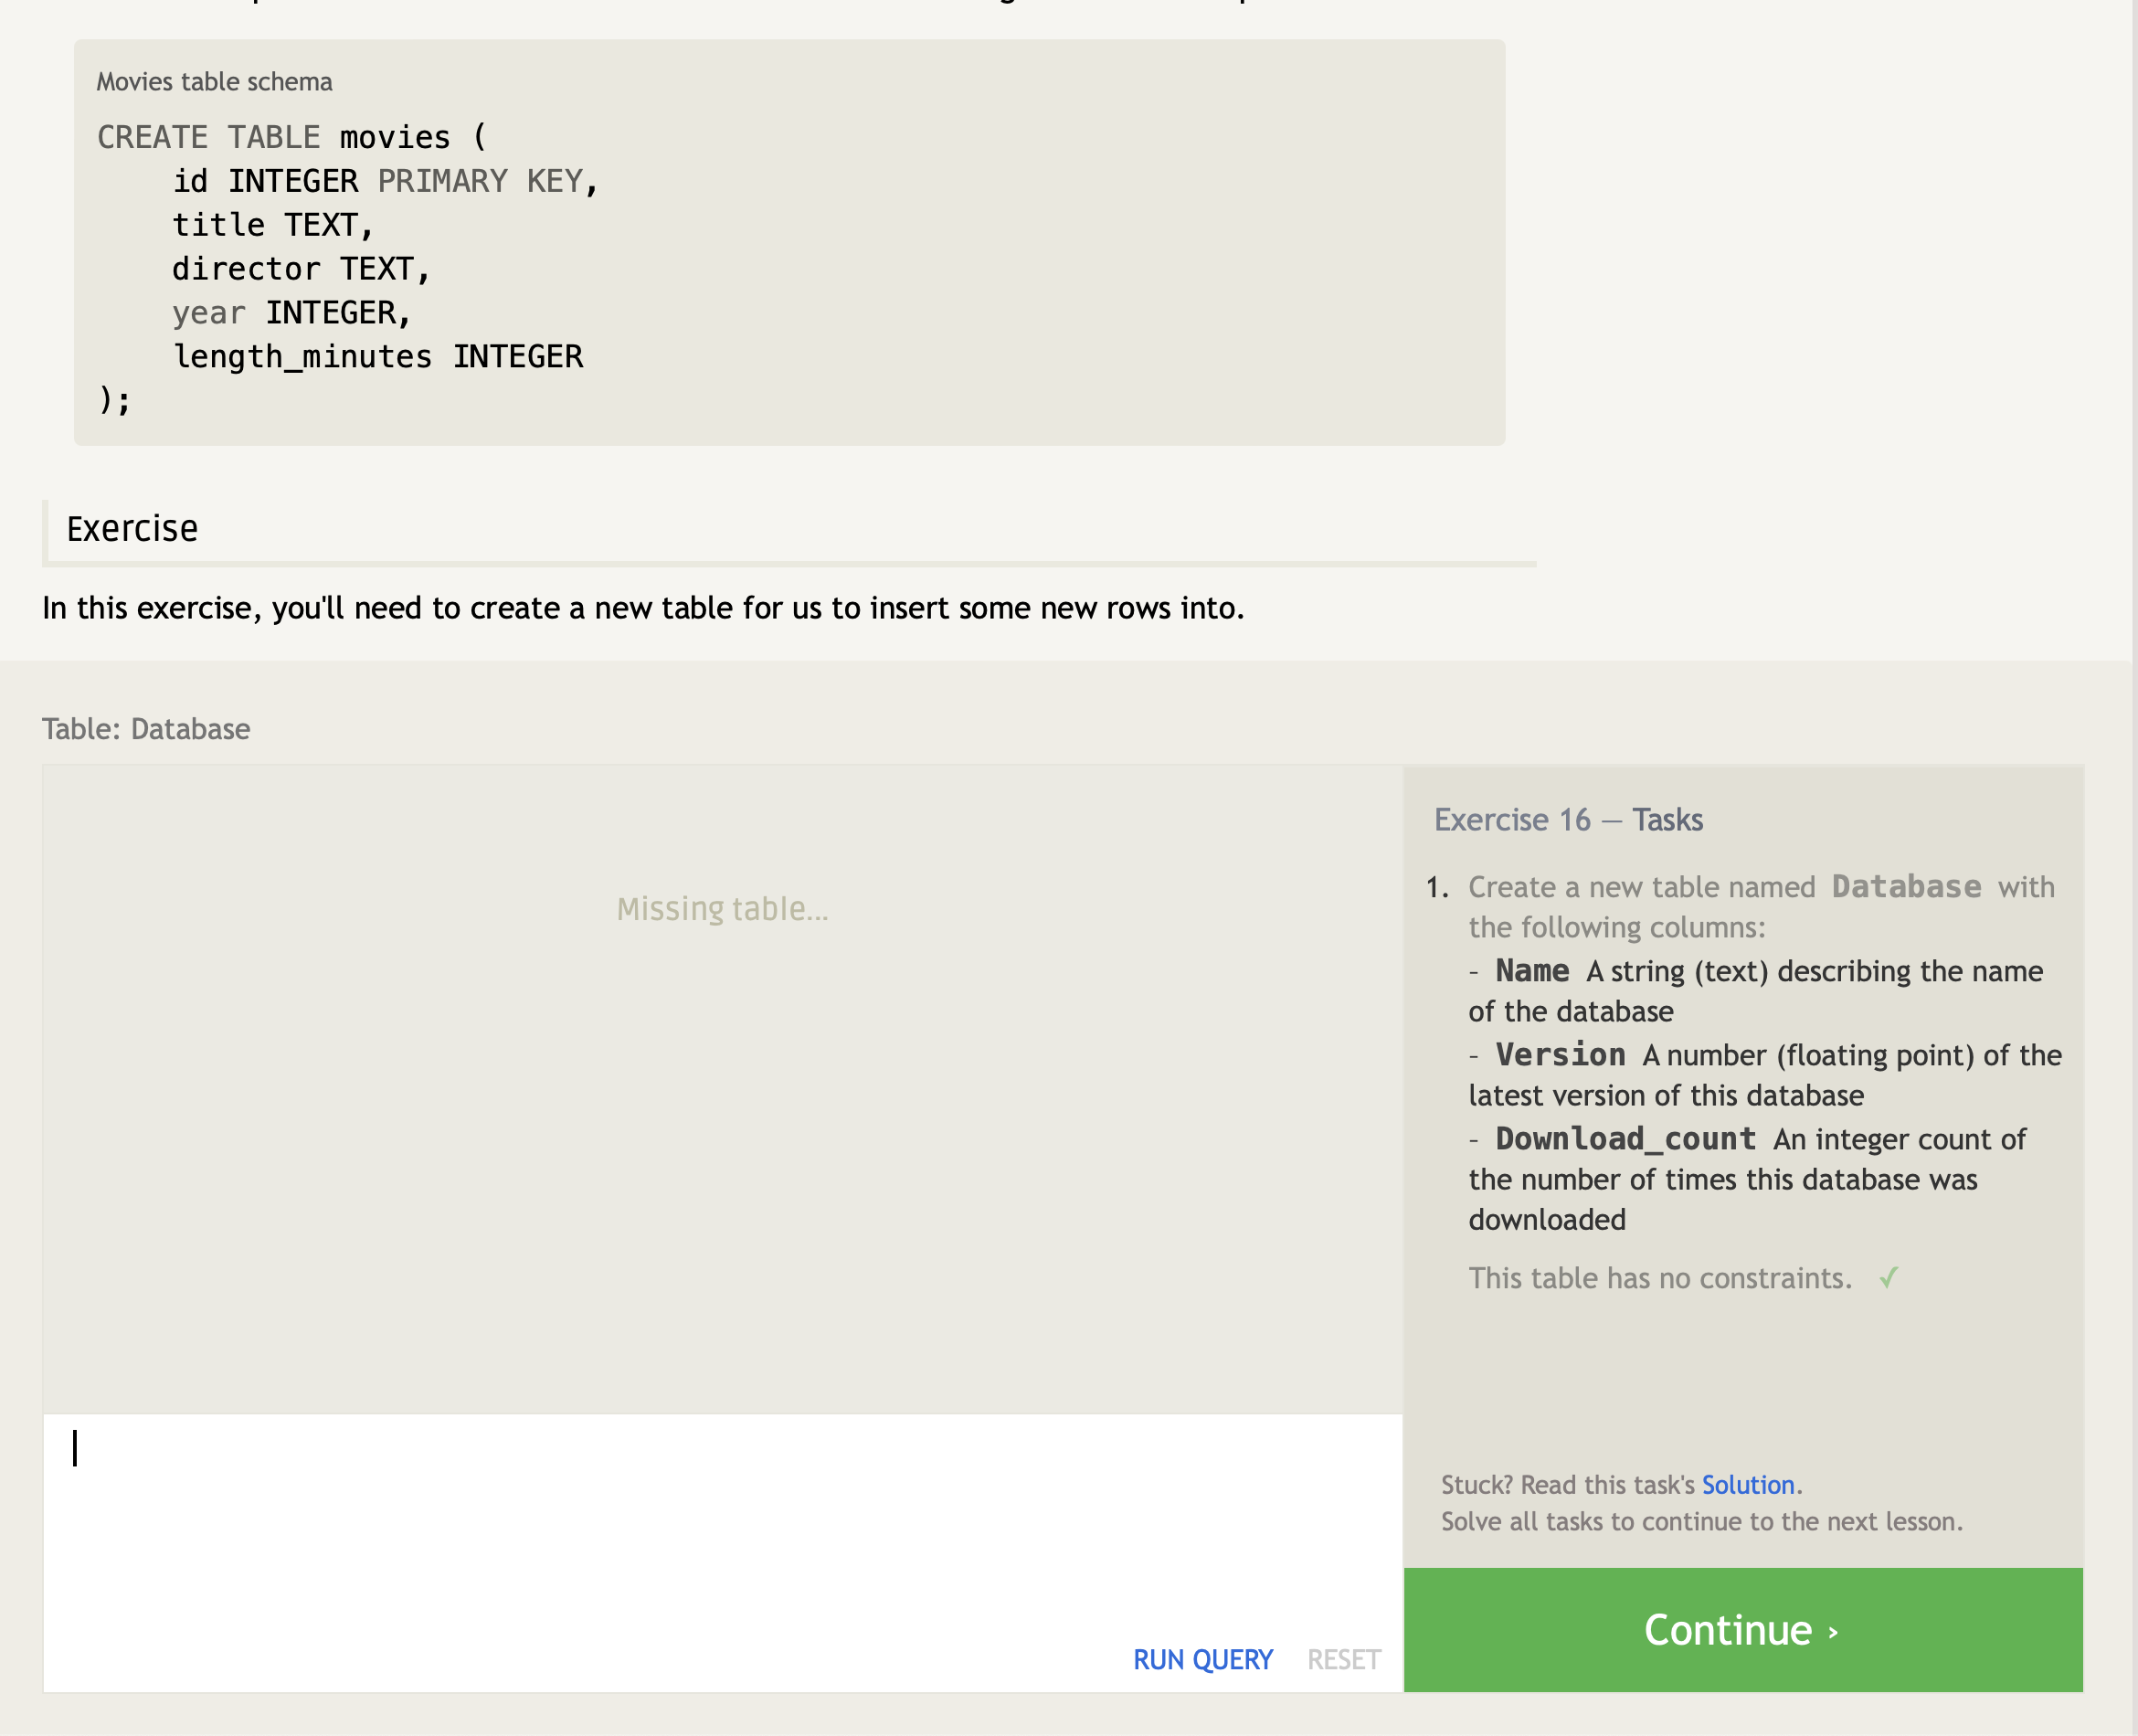 Movies table schema
CREATE TABLE movies (
    id INTEGER PRIMARY KEY,
    title TEXT,
    director TEXT,
    year INTEGER,
    length_minutes INTEGER
);
Exercise
In this exercise, you'll need to create a new table for us to insert some new rows into.
Table: Database
Missing table...
RUN QUERY RESET
Exercise 16 — Tasks
1. Create a new table named Database with
the following columns:
- Name A string (text) describing the name
of the database
- Version A number (floating point) of the
latest version of this database
- Download_count An integer count of
the number of times this database was
downloaded
This table has no constraints. ✓
Stuck? Read this task's Solution.
Solve all tasks to continue to the next lesson.
Continue ›